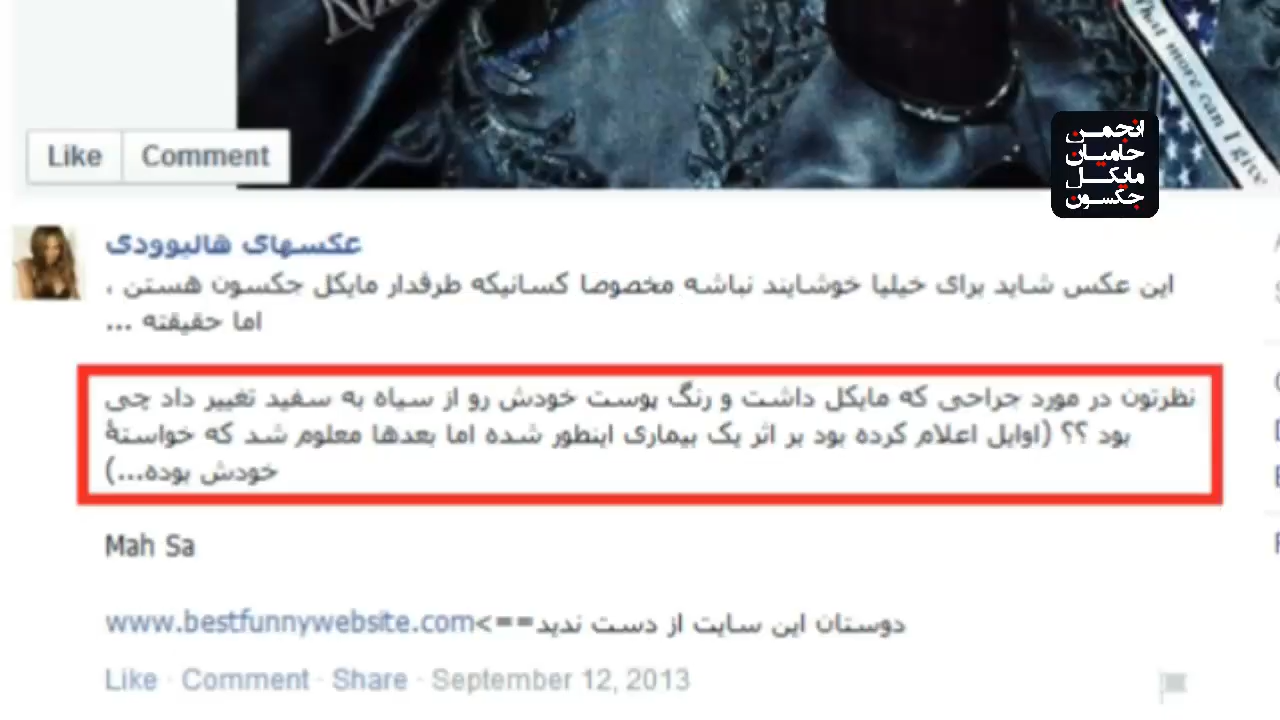 That more can I give
Like Comment
انجمن
حامیان
مایکل
جکسون
عکسهای هالیوودی
این عکس شاید برای خیلیا خوشایند نباشه مخصوصا کسانیکه طرفدار مایکل جکسون هستن ،
اما حقیقته ...
نظرتون در مورد جراحی که مایکل داشت و رنگ پوست خودش رو از سیاه به سفید تغییر داد چی
بود ؟؟ (اوایل اعلام کرده بود بر اثر یک بیماری اینطور شده اما بعدها معلوم شد که خواستهٔ
خودش بوده...)
Mah Sa
دوستان این سایت از دست ندید==>www.bestfunnywebsite.com
Like · Comment · Share · September 12, 2013